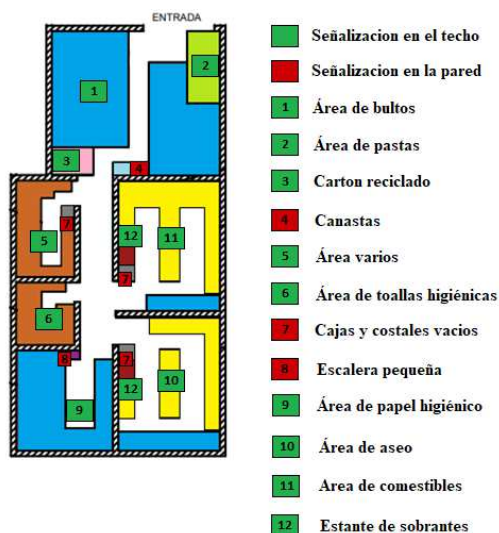 ENTRADA
1
2
3
4
5
7
12
11
7
6
8
9
7
12
10
Señalizacion en el techo
Señalizacion en la pared
1 Área de bultos
2 Área de pastas
3 Carton reciclado
4 Canastas
5 Área varios
6 Área de toallas higiénicas
7 Cajas y costales vacios
8 Escalera pequeña
9 Área de papel higiénico
10 Área de aseo
11 Area de comestibles
12 Estante de sobrantes